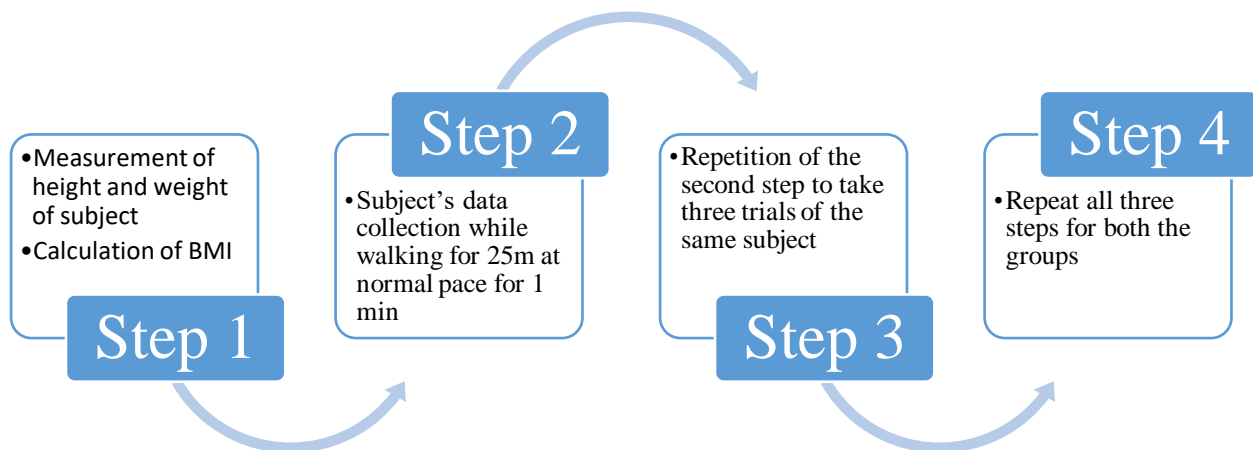 •Measurement of
height and weight
of subject
•Calculation of BMI
Step 1
Step 2
•Subject’s data
collection while
walking for 25m at
normal pace for 1
min
•Repetition of the
second step to take
three trials of the
same subject
Step 3
Step 4
•Repeat all three
steps for both the
groups